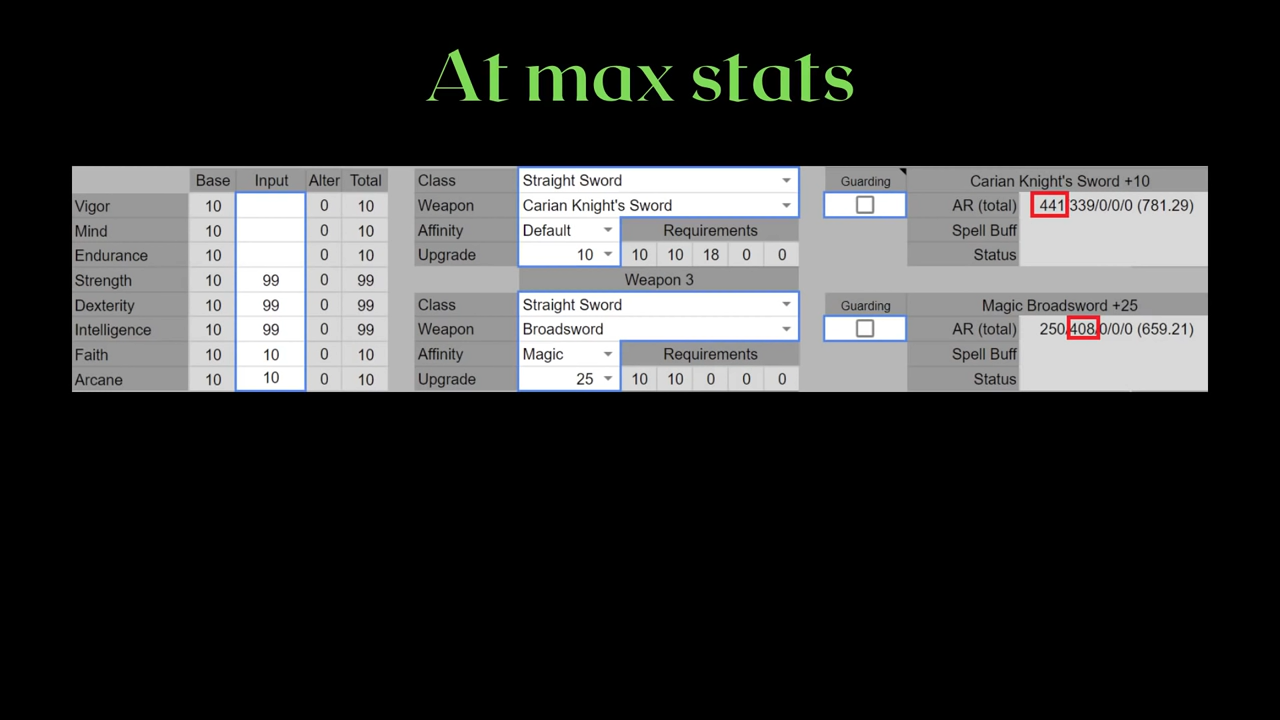 At max stats
Base Input Alter Total Class Straight Sword Guarding Carian Knight's Sword +10
Vigor 10 0 10 Weapon Carian Knight's Sword AR (total) 441/339/0/0/0 (781.29)
Mind 10 0 10 Affinity Default Requirements Spell Buff
Endurance 10 0 10 Upgrade 10 10 10 18 0 0 Status
Strength 10 99 0 99 Weapon 3
Dexterity 10 99 0 99 Class Straight Sword Guarding Magic Broadsword +25
Intelligence 10 99 0 99 Weapon Broadsword AR (total) 250/408/0/0/0 (659.21)
Faith 10 10 0 10 Affinity Magic Requirements Spell Buff
Arcane 10 10 0 10 Upgrade 25 10 10 0 0 0 Status